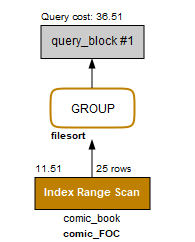 Query cost: 36.51
query_block #1
GROUP
filesort
11.51 25 rows
Index Range Scan
comic_book
comic_FOC